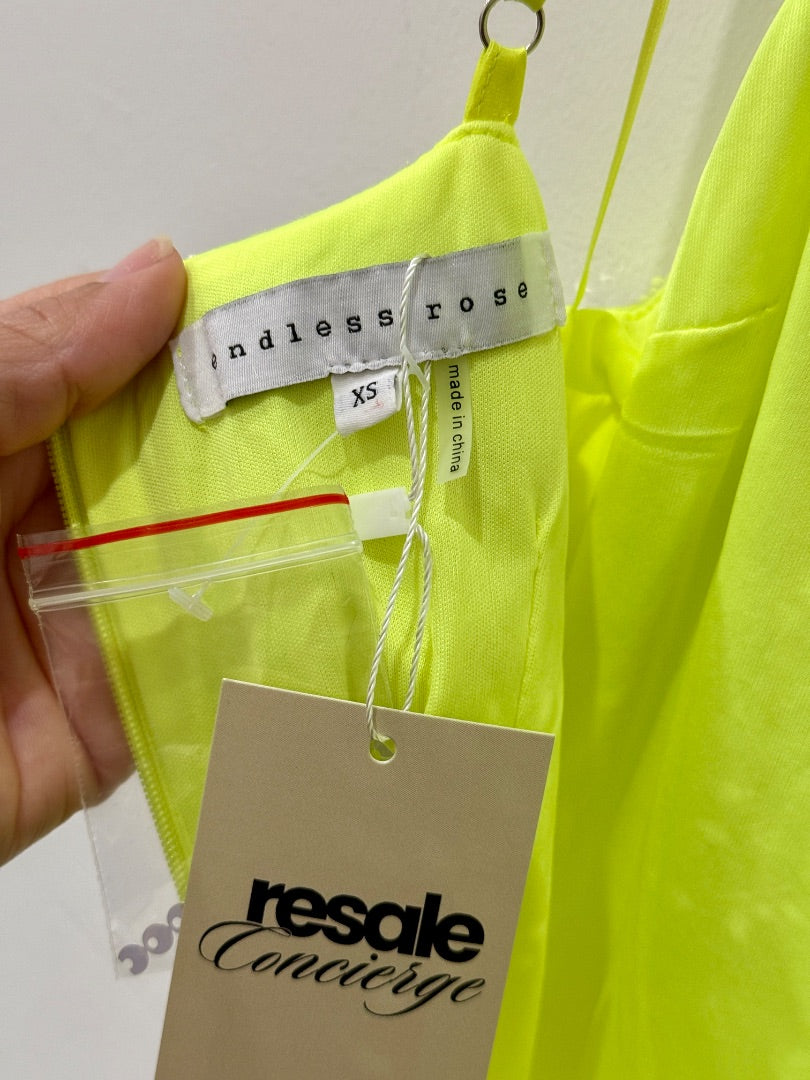 endless rose
XS
made in china
resale
Concierge